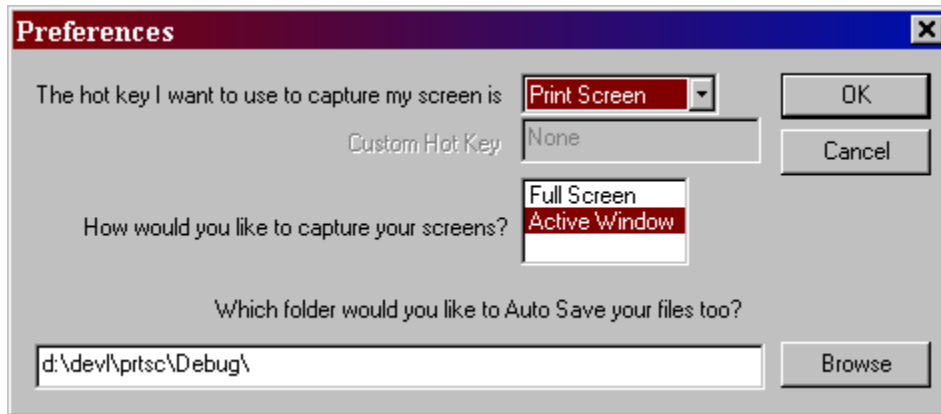 Preferences
The hot key I want to use to capture my screen is Print Screen OK
Custom Hot Key None
Cancel
Full Screen
How would you like to capture your screens? Active Window
Which folder would you like to Auto Save your files too?
d:\devl\prtsc\Debug\ Browse